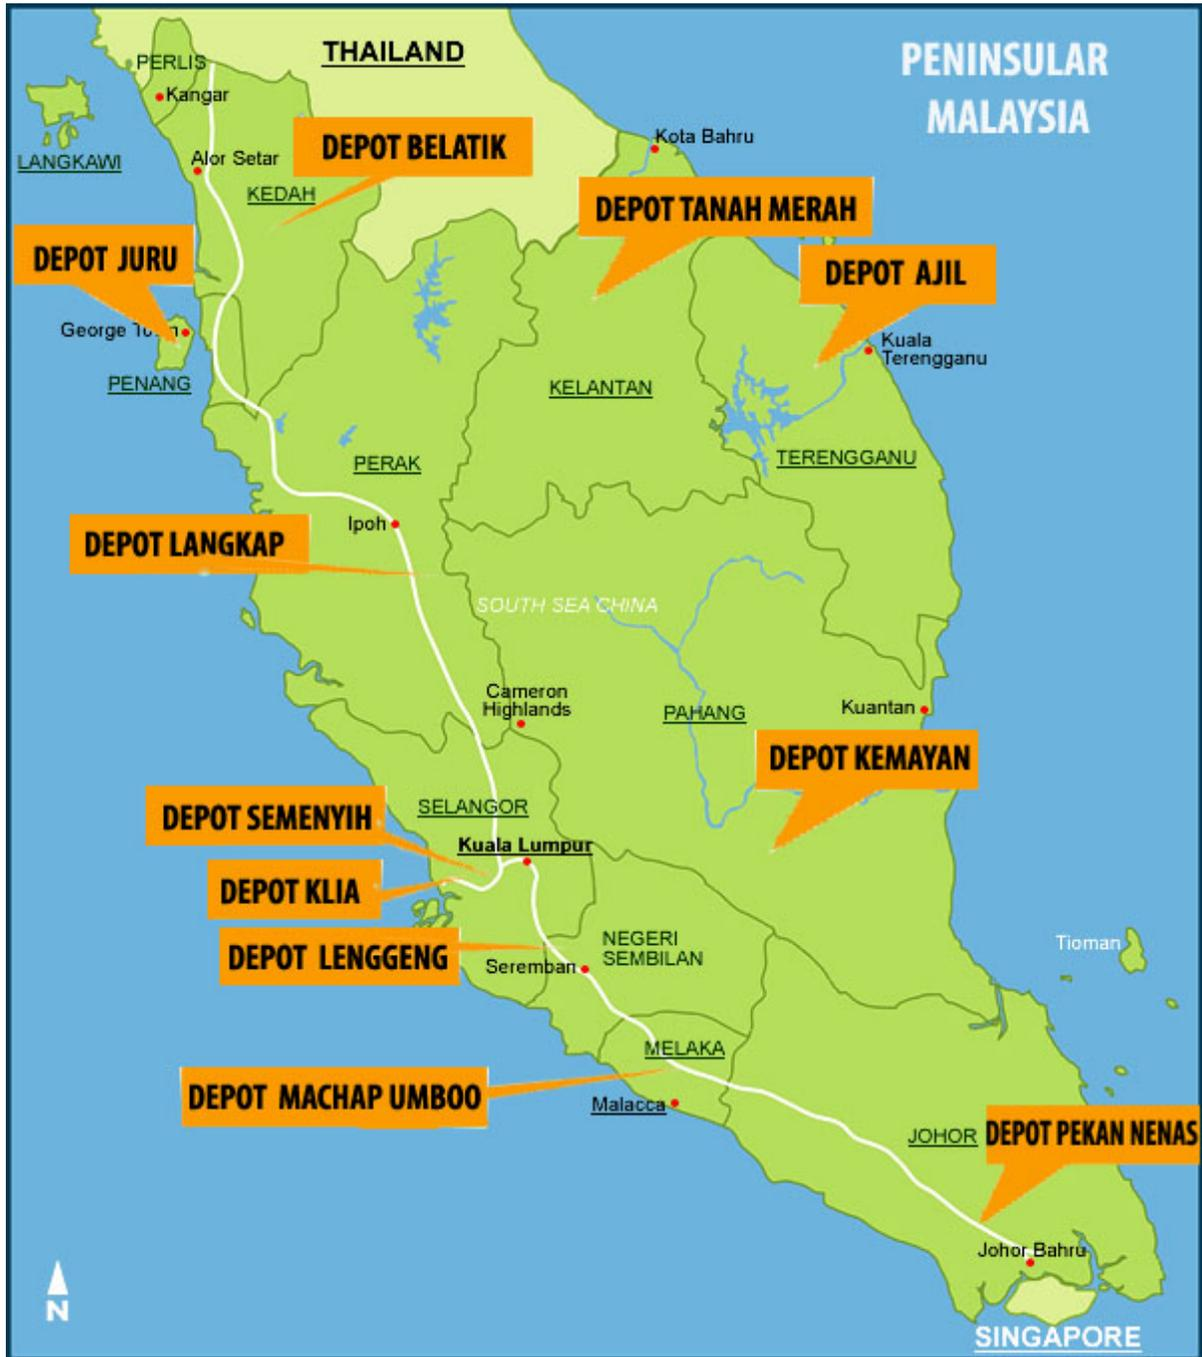 THAILAND
PENINSULAR
MALAYSIA
PERLIS
Kangar
LANGKAWI
Alor Setar
KEDAH
DEPOT BELATIK
Kota Bahru
DEPOT TANAH MERAH
DEPOT JURU
DEPOT AJIL
George Town
Kuala
Terengganu
PENANG
KELANTAN
TERENGGANU
PERAK
Ipoh
DEPOT LANGKAP
SOUTH SEA CHINA
Cameron
Highlands
PAHANG
Kuantan
DEPOT KEMAYAN
SELANGOR
DEPOT SEMENYIH
Kuala Lumpur
DEPOT KLIA
DEPOT LENGGENG
NEGERI
SEMBILAN
Seremban
Tioman
MELAKA
DEPOT MACHAP UMBOO
Malacca
JOHOR
DEPOT PEKAN NENAS
Johor Bahru
N
SINGAPORE